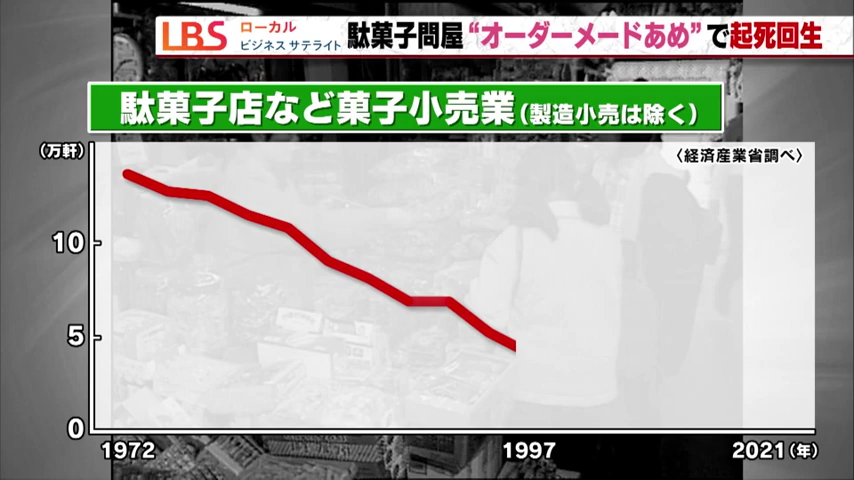 LBS ローカル ビジネス サテライト
駄菓子問屋“オーダーメードあめ”で起死回生
駄菓子店など菓子小売業(製造小売は除く)
(万軒)
〈経済産業省調べ〉
10
5
0
1972
1997
2021(年)